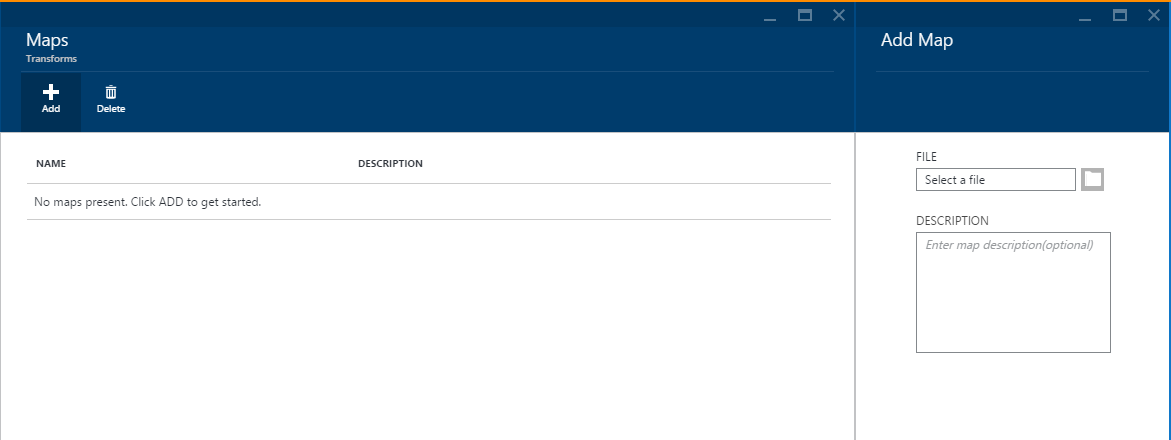 Maps
Transforms
Add
Delete
NAME
DESCRIPTION
No maps present. Click ADD to get started.
Add Map
FILE
Select a file
DESCRIPTION
Enter map description(optional)